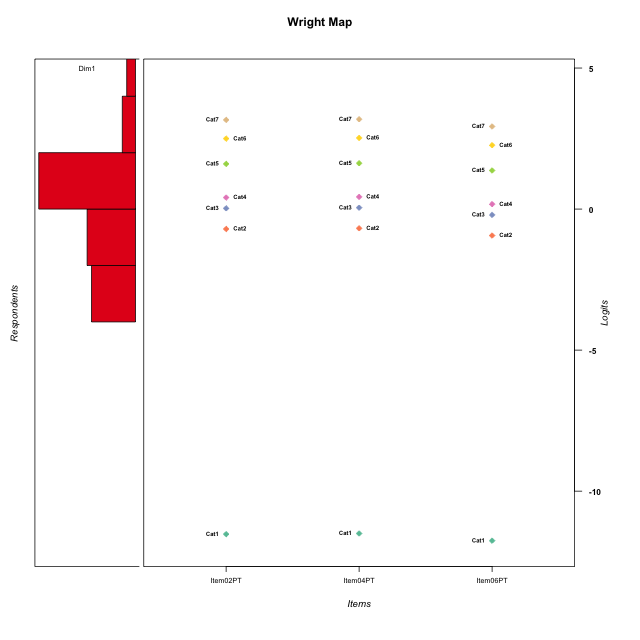 Wright Map
Dim1
5
0
-5
-10
Cat7
Cat6
Cat5
Cat4
Cat3
Cat2
Cat1
Cat7
Cat6
Cat5
Cat4
Cat3
Cat2
Cat1
Cat7
Cat6
Cat5
Cat4
Cat3
Cat2
Cat1
Respondents
Logits
Item02PT
Item04PT
Item06PT
Items